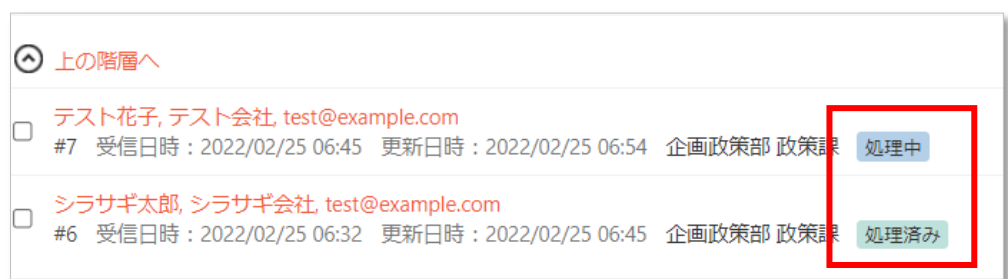 上の階層へ
テスト花子, テスト会社, test@example.com
#7 受信日時：2022/02/25 06:45 更新日時：2022/02/25 06:54 企画政策部 政策課 処理中
シラサギ太郎, シラサギ会社, test@example.com
#6 受信日時：2022/02/25 06:32 更新日時：2022/02/25 06:45 企画政策部 政策課 処理済み